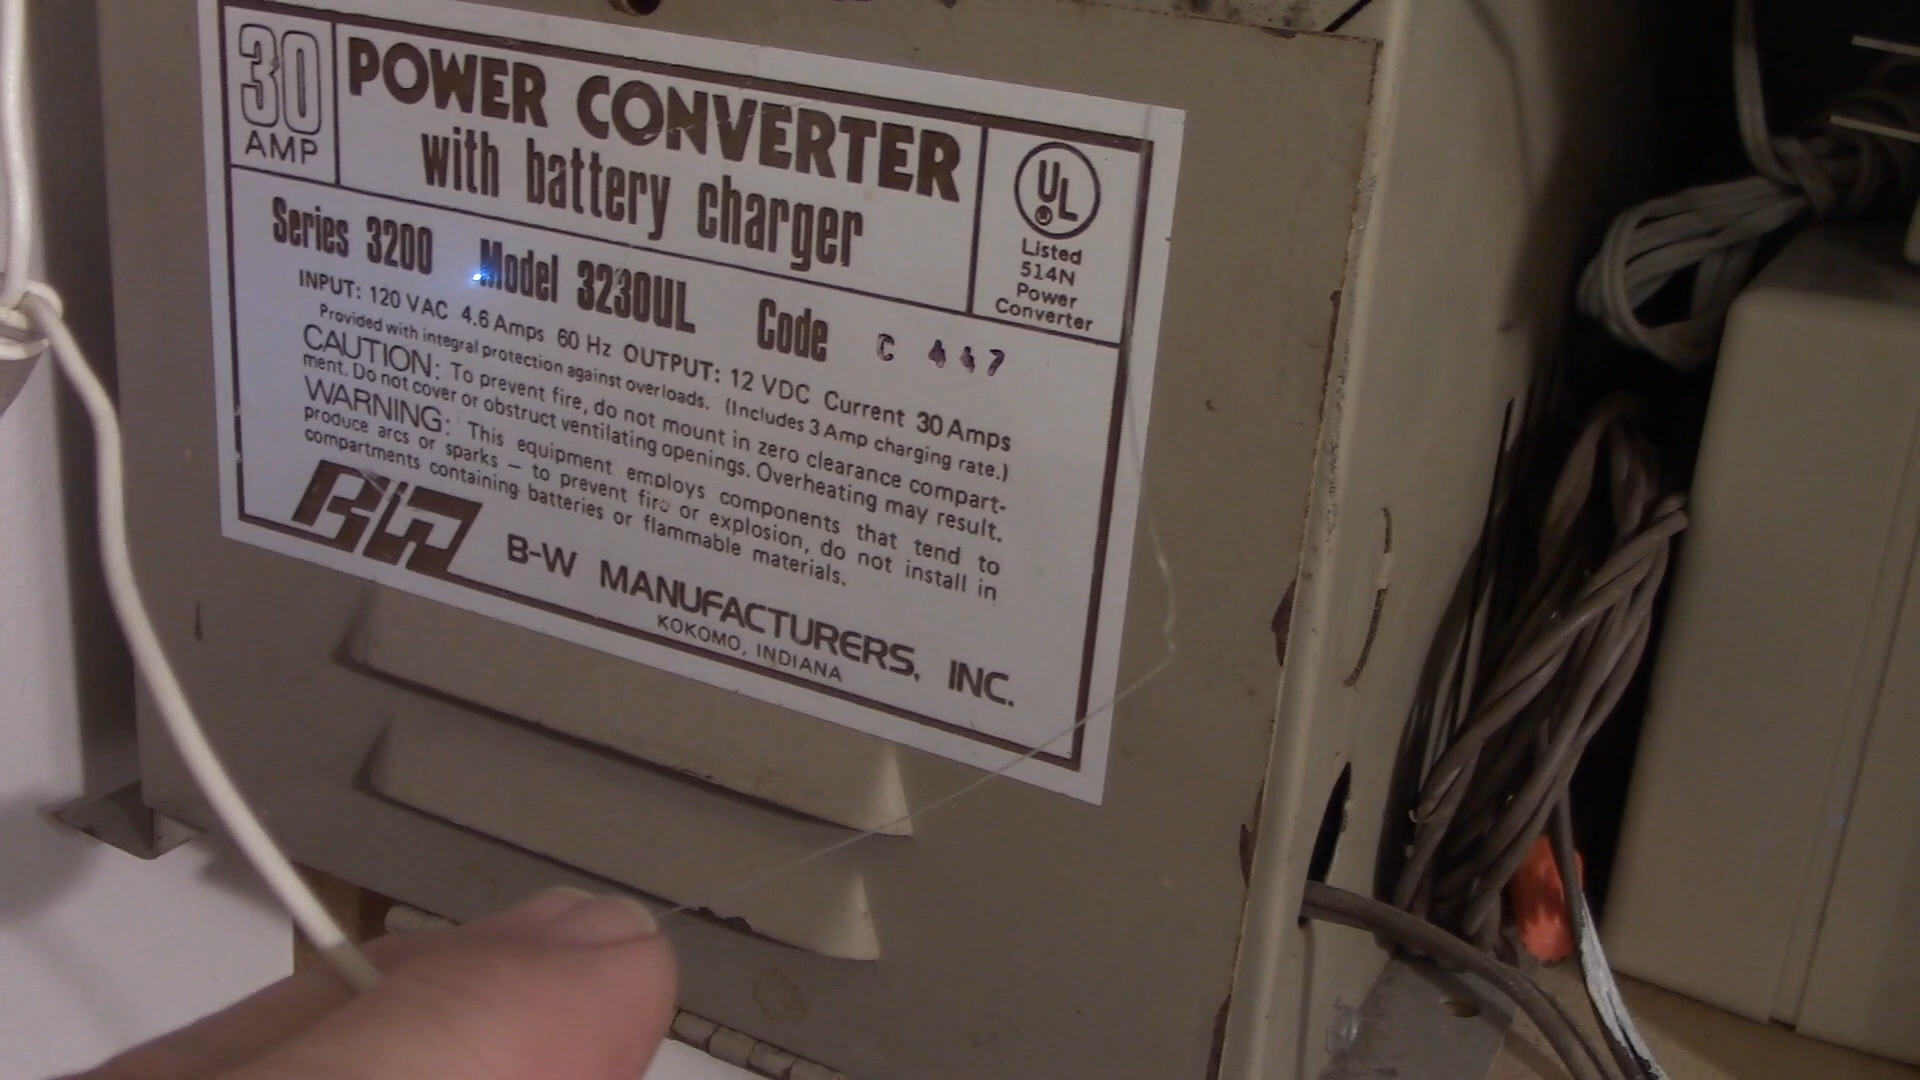 30
AMP
POWER CONVERTER
with battery charger
UL
®
Listed
514N
Power
Converter
Series 3200 Model 3230UL Code C 447
INPUT: 120 VAC 4.6 Amps 60 Hz OUTPUT: 12 VDC Current 30 Amps
Provided with integral protection against overloads. (Includes 3 Amp charging rate.)
CAUTION: To prevent fire, do not mount in zero clearance compart-
ment. Do not cover or obstruct ventilating openings. Overheating may result.
WARNING: This equipment employs components that tend to
produce arcs or sparks – to prevent fire or explosion, do not install in
compartments containing batteries or flammable materials.
BW
B-W MANUFACTURERS, INC.
KOKOMO, INDIANA